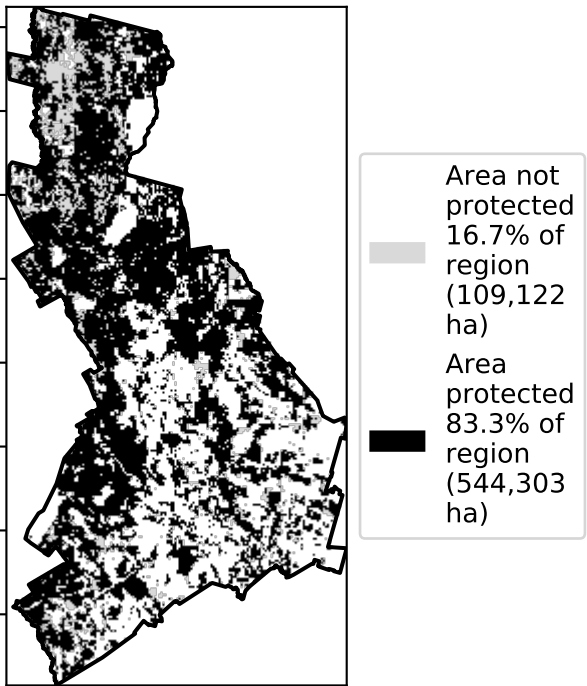 Area not
protected
16.7% of
region
(109,122
ha)
Area
protected
83.3% of
region
(544,303
ha)